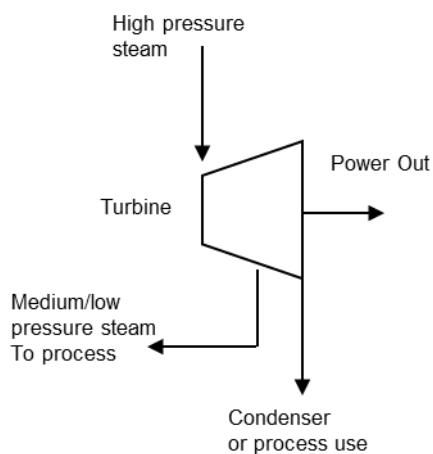 High pressure
steam
Power Out
Turbine
Medium/low
pressure steam
To process
Condenser
or process use